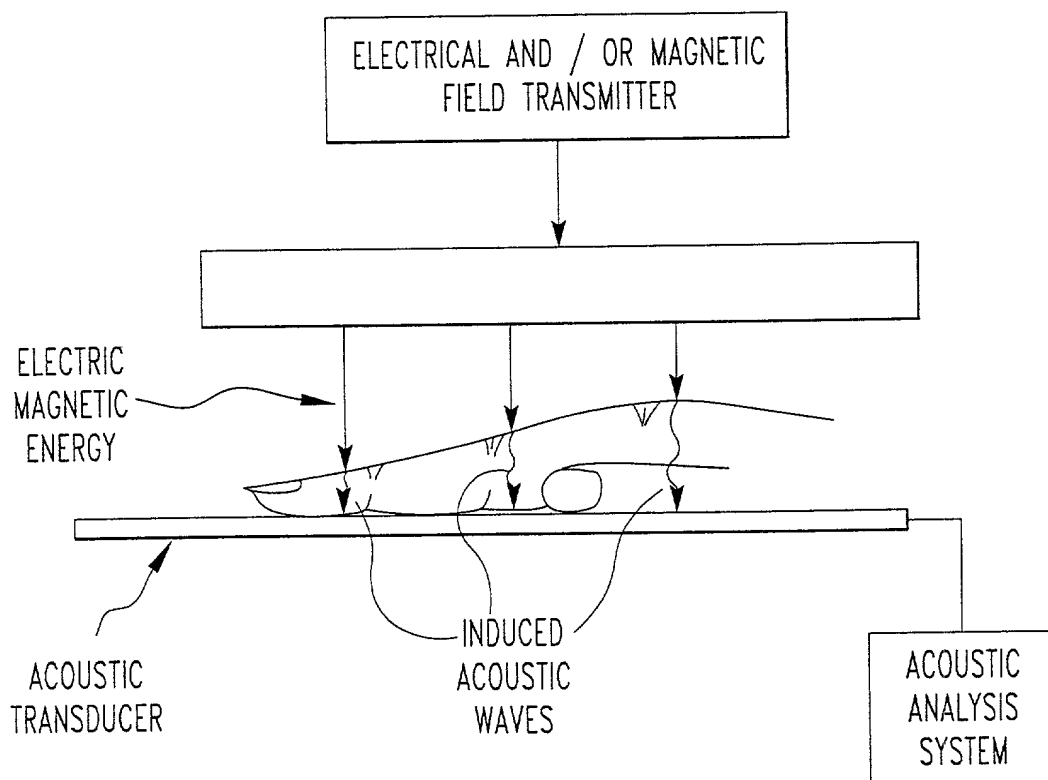 ELECTRICAL AND / OR MAGNETIC
FIELD TRANSMITTER
ELECTRIC
MAGNETIC
ENERGY
ACOUSTIC
TRANSDUCER
INDUCED
ACOUSTIC
WAVES
ACOUSTIC
ANALYSIS
SYSTEM